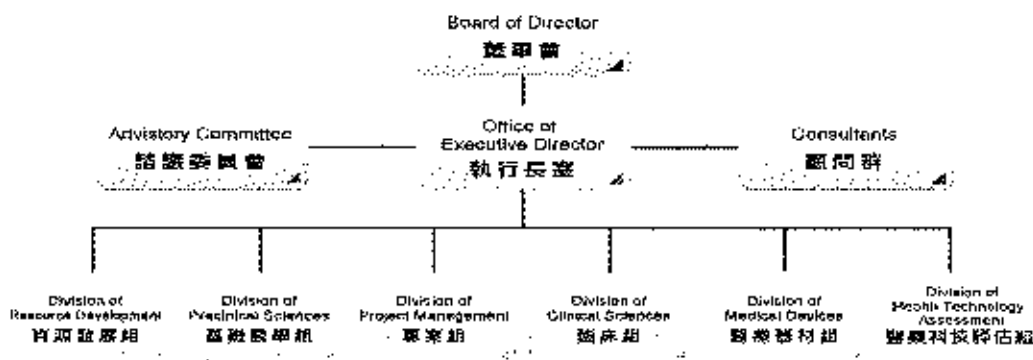 Board of Director
董事會
Advistory Committee
諮議委員會
Office of
Executive Director
執行長室
Consultants
顧問群
Division of
Resource Development
資源發展組
Division of
Preclinical Sciences
基礎醫學組
Division of
Project Management
專案組
Division of
Clinical Sciences
臨床組
Division of
Medical Devices
醫療器材組
Division of
Health Technology
Assessment
醫藥科技評估組